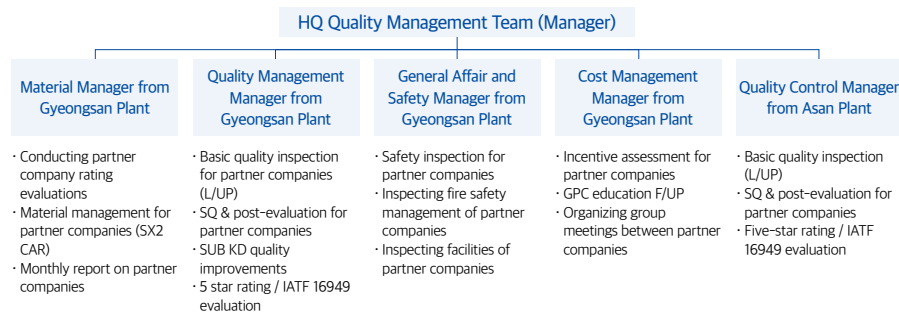 HQ Quality Management Team (Manager)
Material Manager from
Gyeongsan Plant
· Conducting partner
company rating
evaluations
· Material management for
partner companies (SX2
CAR)
· Monthly report on partner
companies
Quality Management
Manager from
Gyeongsan Plant
· Basic quality inspection
for partner companies
(L/UP)
· SQ & post-evaluation for
partner companies
· SUB KD quality
improvements
· 5 star rating / IATF 16949
evaluation
General Affair and
Safety Manager from
Gyeongsan Plant
· Safety inspection for
partner companies
· Inspecting fire safety
management of partner
companies
· Inspecting facilities of
partner companies
Cost Management
Manager from
Gyeongsan Plant
· Incentive assessment for
partner companies
· GPC education F/UP
· Organizing group
meetings between partner
companies
Quality Control Manager
from Asan Plant
· Basic quality inspection
(L/UP)
· SQ & post-evaluation for
partner companies
· Five-star rating / IATF
16949 evaluation